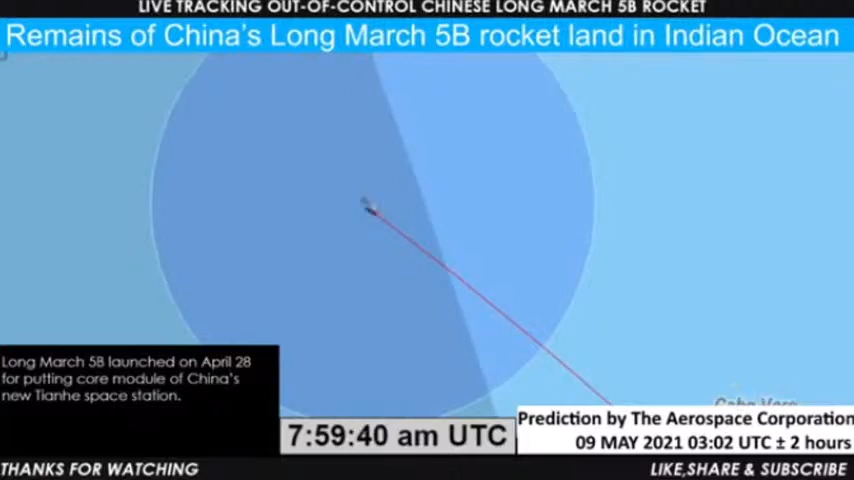 LIVE TRACKING OUT-OF-CONTROL CHINESE LONG MARCH 5B ROCKET
Remains of China's Long March 5B rocket land in Indian Ocean
Long March 5B launched on April 28
for putting core module of China's
new Tianhe space station.
7:59:40 am UTC
Prediction by The Aerospace Corporation
09 MAY 2021 03:02 UTC ± 2 hours
THANKS FOR WATCHING
LIKE,SHARE & SUBSCRIBE